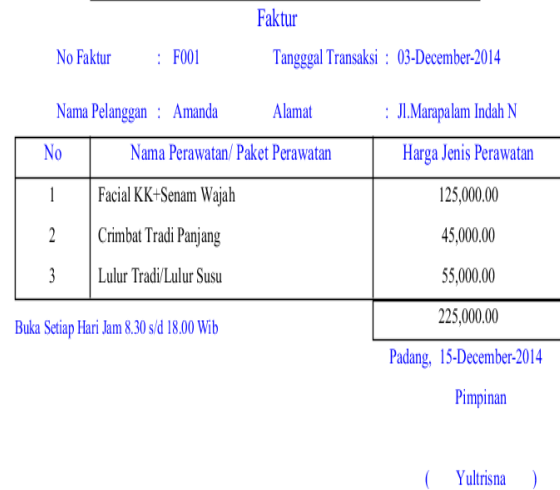 Faktur
No Faktur : F001 Tangggal Transaksi : 03-December-2014
Nama Pelanggan : Amanda Alamat : Jl.Marapalam Indah N
No Nama Perawatan/ Paket Perawatan Harga Jenis Perawatan
1 Facial KK+Senam Wajah 125,000.00
2 Crimbat Tradi Panjang 45,000.00
3 Lulur Tradi/Lulur Susu 55,000.00
225,000.00
Buka Setiap Hari Jam 8.30 s/d 18.00 Wib
Padang, 15-December-2014
Pimpinan
( Yultrisna )